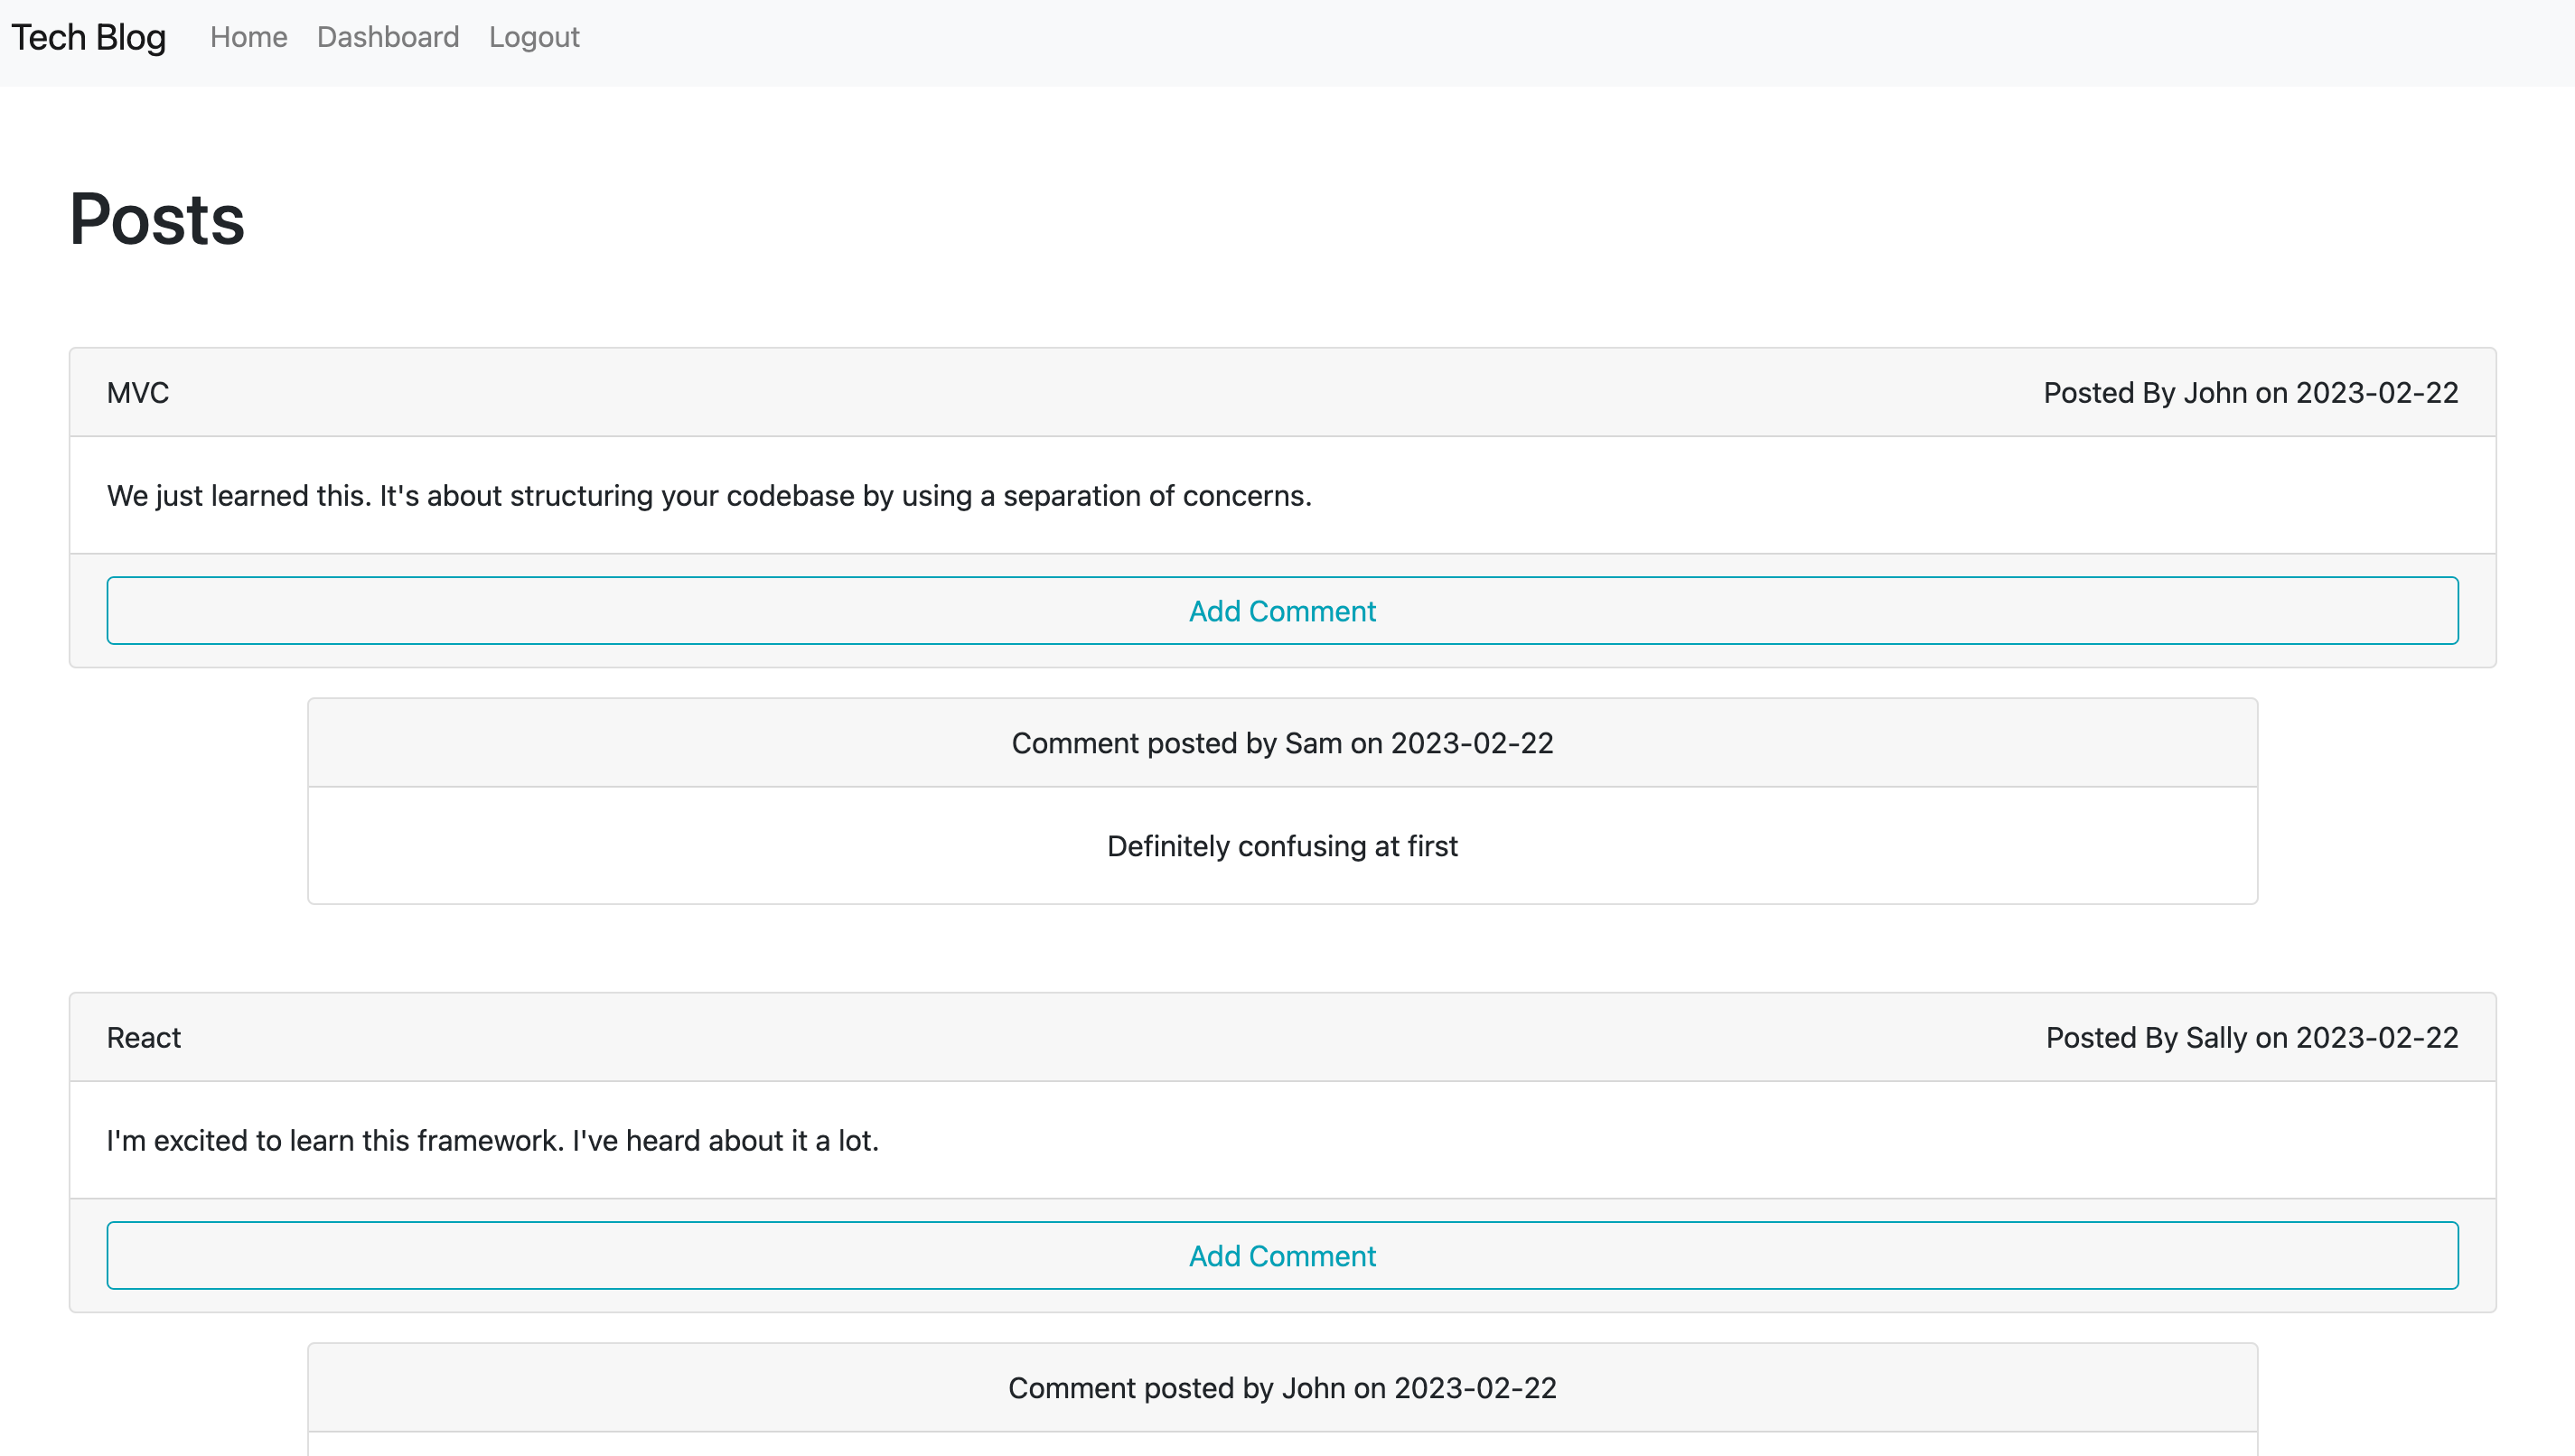 Tech Blog Home Dashboard Logout
Posts
MVC Posted By John on 2023-02-22
We just learned this. It's about structuring your codebase by using a separation of concerns.
Add Comment
Comment posted by Sam on 2023-02-22
Definitely confusing at first
React Posted By Sally on 2023-02-22
I'm excited to learn this framework. I've heard about it a lot.
Add Comment
Comment posted by John on 2023-02-22